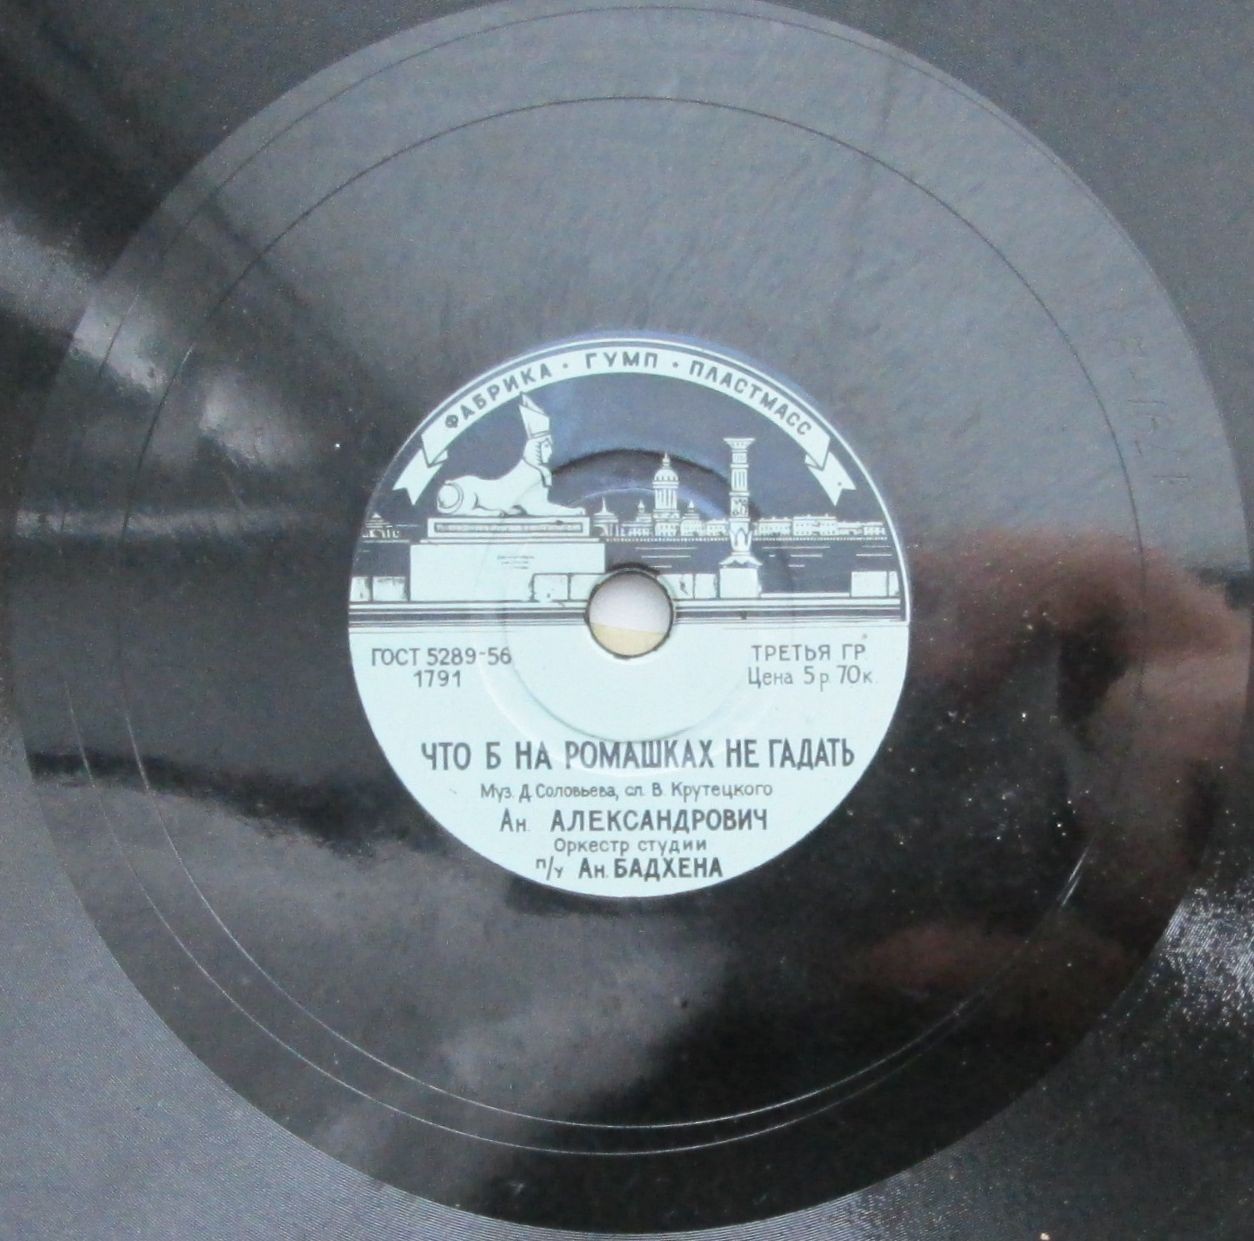 ФАБРИКА · ГУМП · ПЛАСТМАСС
ГОСТ 5289-56
1791
ТРЕТЬЯ ГР.
Цена 5 р. 70 к.
ЧТО Б НА РОМАШКАХ НЕ ГАДАТЬ
Муз. Д. Соловьева, сл. В. Крутецкого
Ан. АЛЕКСАНДРОВИЧ
Оркестр студии
п/у Ан. БАДХЕНА